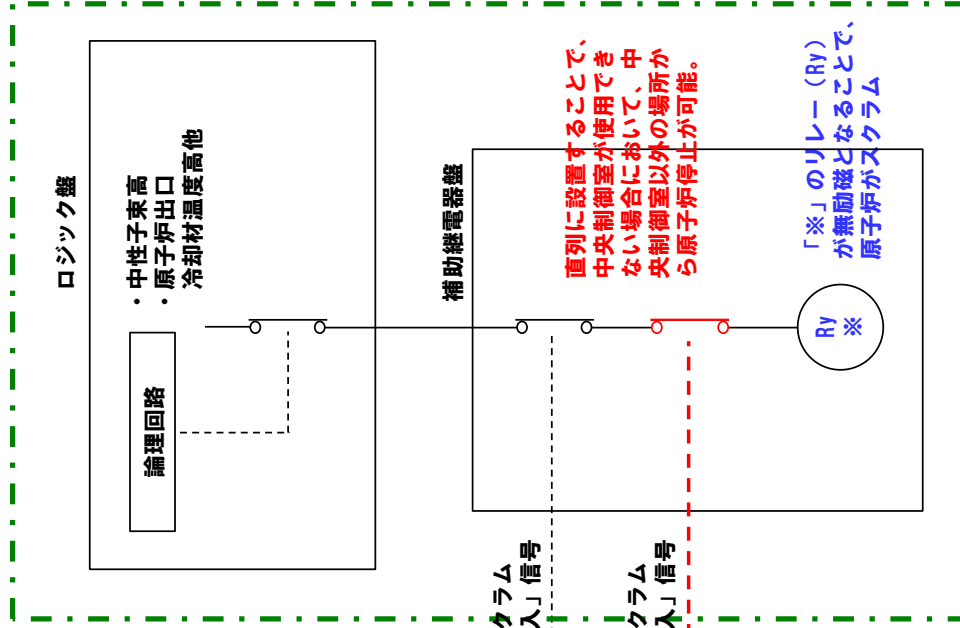 ロジック盤
・中性子束高
・原子炉出口
冷却材温度高他
論理回路
補助継電器盤
直列に設置することで、
中央制御室が使用でき
ない場合において、中
央制御室以外の場所か
ら原子炉停止が可能。
「※」のリレー（Ry）
が無励磁となることで、
原子炉がスクラム
Ry
※
クラム
入」信号
クラム
入」信号